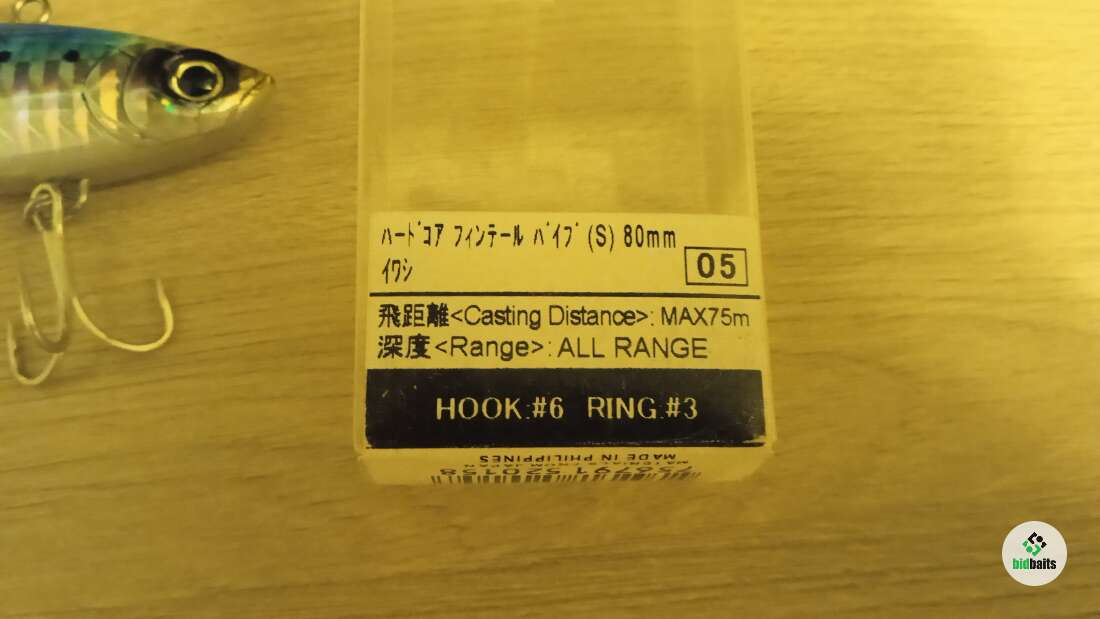 ﾊｰﾄﾞｺｱ ﾌｨﾝﾃｰﾙ ﾊﾞｲﾌﾞ (S) 80mm
ｲﾜｼ
05
飛距離<Casting Distance>: MAX75m
深度<Range>: ALL RANGE
HOOK:#6 RING:#3
MADE IN PHILIPPINES
bidbaits